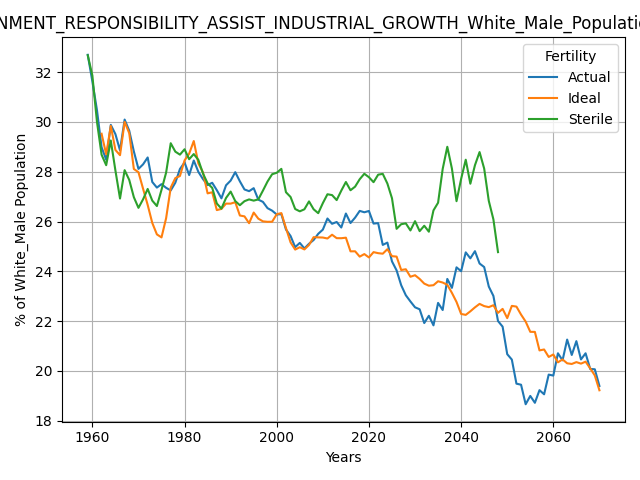 NMENT_RESPONSIBILITY_ASSIST_INDUSTRIAL_GROWTH_White_Male_Populati
Fertility
Actual
Ideal
Sterile
% of White_Male Population
32
30
28
26
24
22
20
18
1960
1980
2000
2020
2040
2060
Years